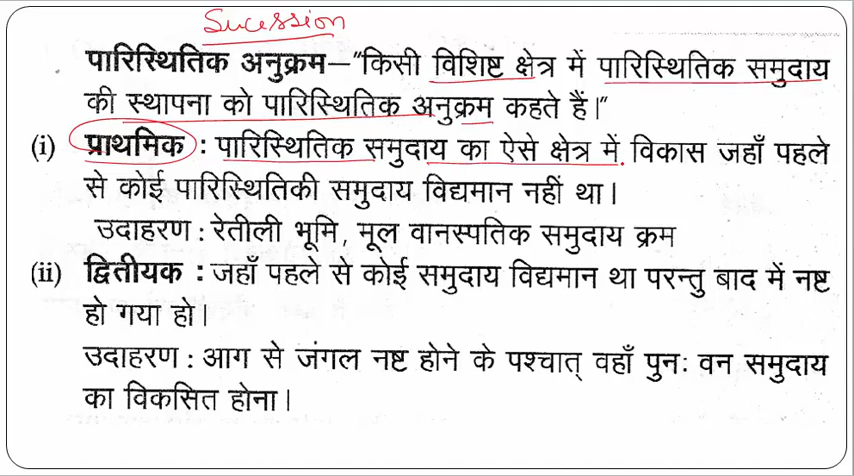 Sucession
पारिस्थितिक अनुक्रम–"किसी विशिष्ट क्षेत्र में पारिस्थितिक समुदाय
की स्थापना को पारिस्थितिक अनुक्रम कहते हैं।"
(i) प्राथमिक : पारिस्थितिक समुदाय का ऐसे क्षेत्र में विकास जहाँ पहले
से कोई पारिस्थितिकी समुदाय विद्यमान नहीं था।
उदाहरण : रेतीली भूमि, मूल वानस्पतिक समुदाय क्रम
(ii) द्वितीयक : जहाँ पहले से कोई समुदाय विद्यमान था परन्तु बाद में नष्ट
हो गया हो।
उदाहरण : आग से जंगल नष्ट होने के पश्चात् वहाँ पुनः वन समुदाय
का विकसित होना।